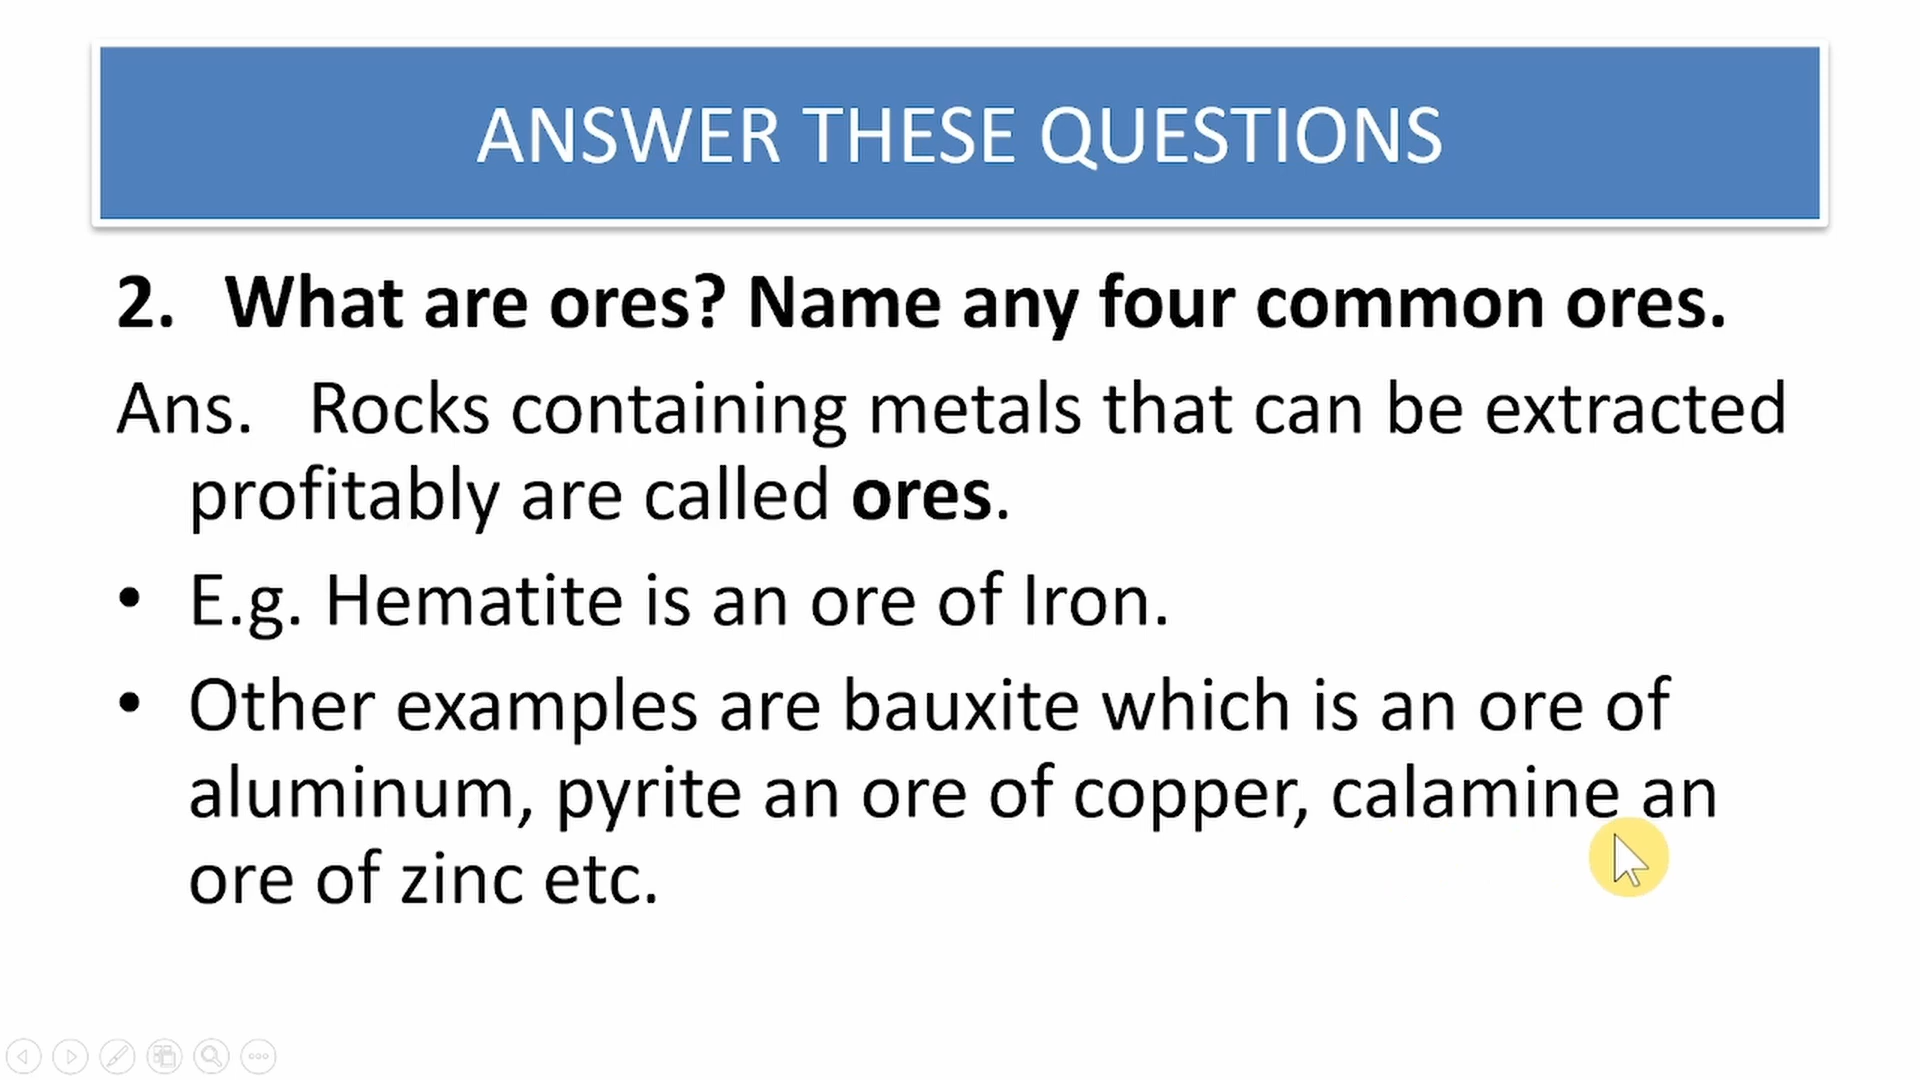 ANSWER THESE QUESTIONS
2. What are ores? Name any four common ores.
Ans. Rocks containing metals that can be extracted
profitably are called ores.
• E.g. Hematite is an ore of Iron.
• Other examples are bauxite which is an ore of
aluminum, pyrite an ore of copper, calamine an
ore of zinc etc.